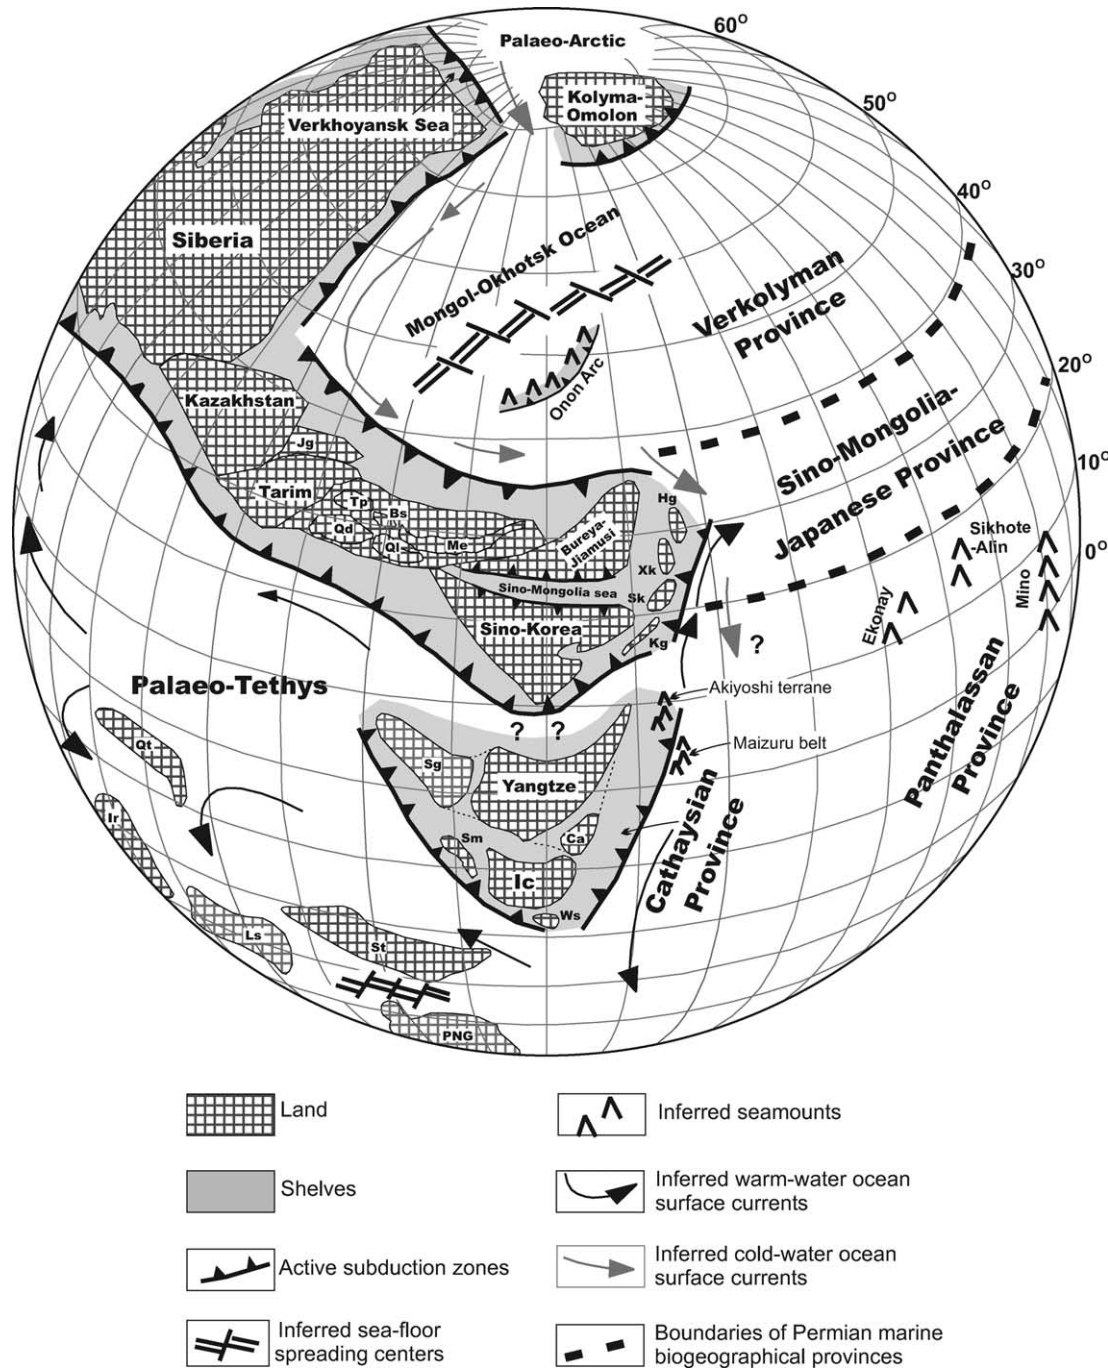 60°
Palaeo-Arctic
50°
Kolyma-
Omolon
Verkhoyansk Sea
40°
Siberia
Mongol-Okhotsk Ocean
30°
Verkolyman
Province
20°
Onon Arc
Kazakhstan
Sino-Mongolia-
Japanese Province
Jg
10°
Tarim
Tp
Bs
Hg
Qd
Ql
Me
Bureya-
Jiamusi
Sikhote
-Alin
0°
Xk
Sino-Mongolia sea
Sk
Mino
Ekonay
Sino-Korea
Kg
?
Palaeo-Tethys
Akiyoshi terrane
? ?
Maizuru belt
Panthalassan
Province
Qt
Sg
Yangtze
Ir
Sm
Ca
Cathaysian
Province
Ic
Ws
Ls
St
PNG
Land
Inferred seamounts
Shelves
Inferred warm-water ocean
surface currents
Active subduction zones
Inferred cold-water ocean
surface currents
Inferred sea-floor
spreading centers
Boundaries of Permian marine
biogeographical provinces